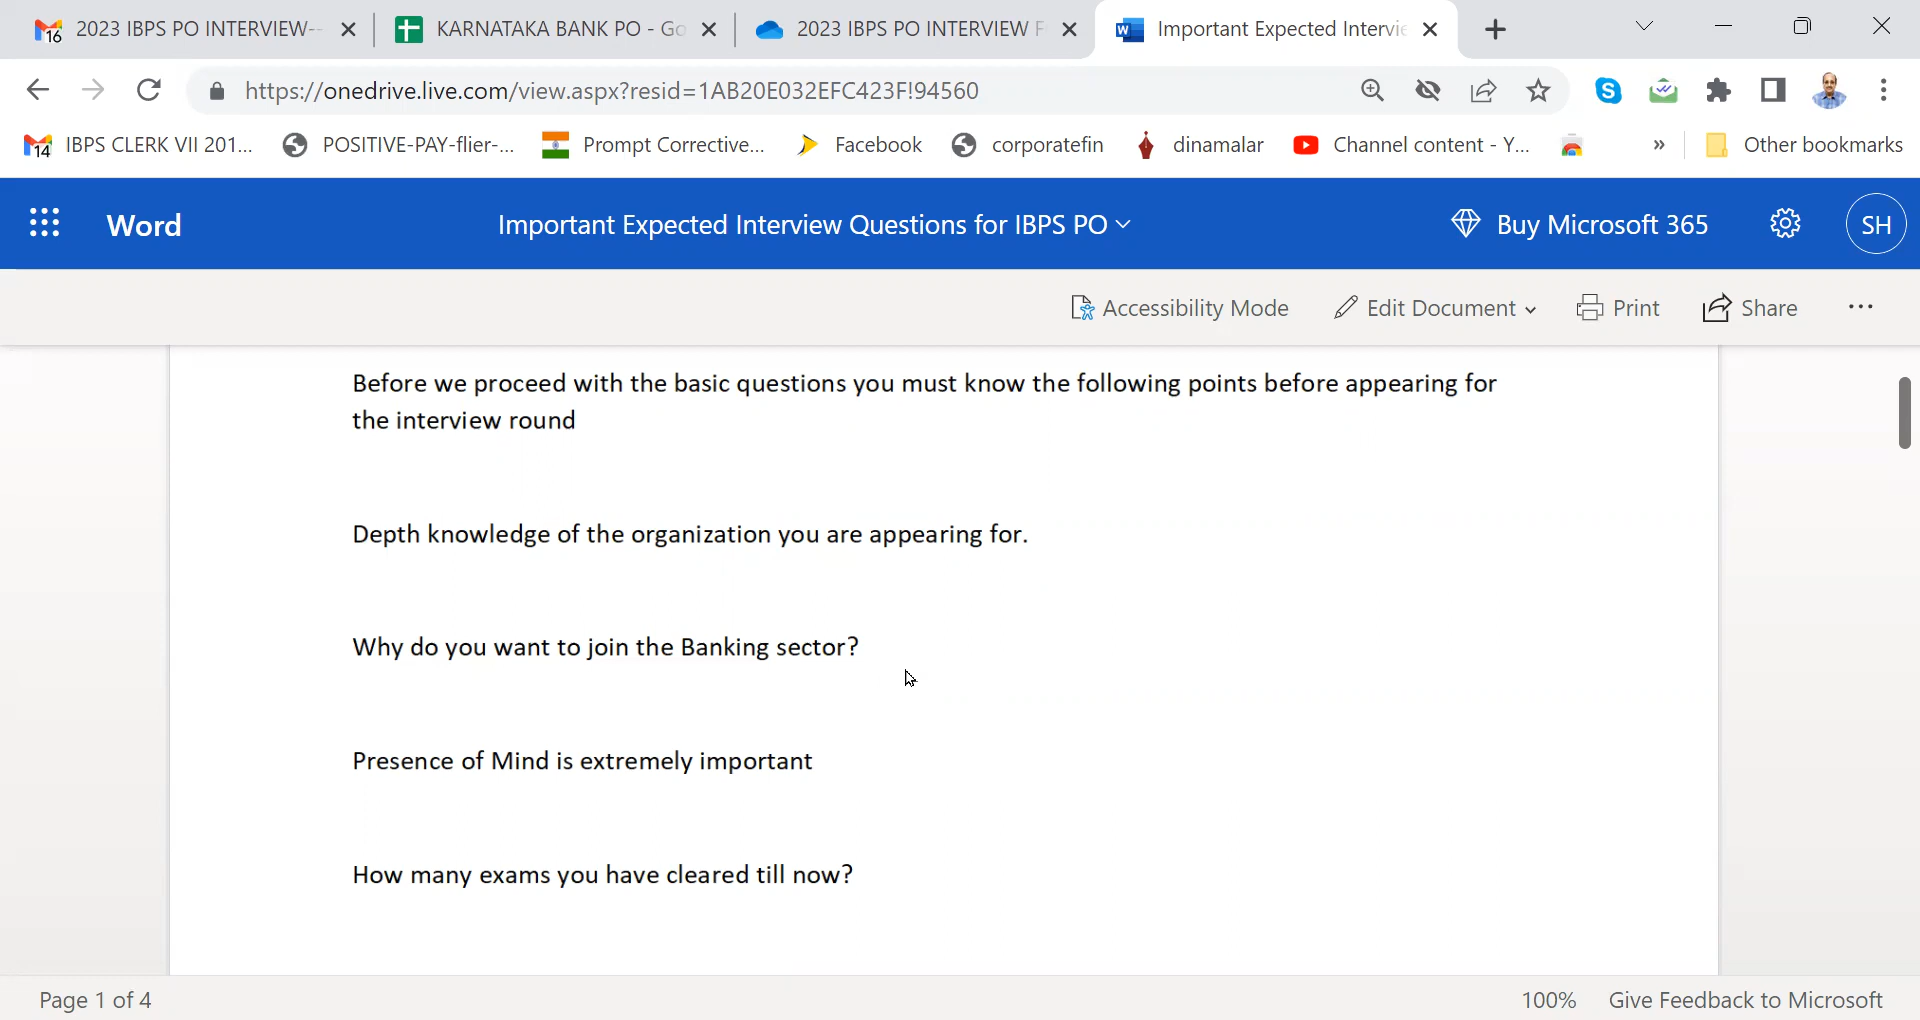 16 2023 IBPS PO INTERVIEW-- KARNATAKA BANK PO - Go 2023 IBPS PO INTERVIEW F Important Expected Intervie
https://onedrive.live.com/view.aspx?resid=1AB20E032EFC423F!94560
14 IBPS CLERK VII 201... POSITIVE-PAY-flier-... Prompt Corrective... Facebook corporatefin dinamalar Channel content - Y... » Other bookmarks
Word Important Expected Interview Questions for IBPS PO Buy Microsoft 365 SH
Accessibility Mode Edit Document Print Share ...
Before we proceed with the basic questions you must know the following points before appearing for
the interview round
Depth knowledge of the organization you are appearing for.
Why do you want to join the Banking sector?
Presence of Mind is extremely important
How many exams you have cleared till now?
Page 1 of 4 100% Give Feedback to Microsoft